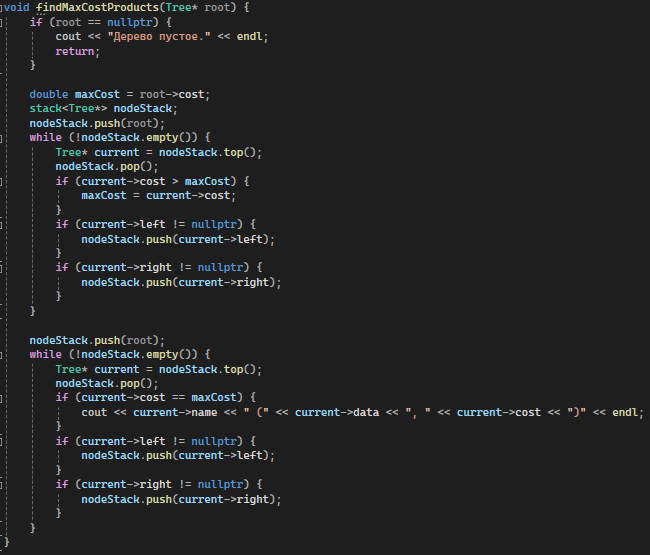 void findMaxCostProducts(Tree* root) {
    if (root == nullptr) {
        cout << "Дерево пустое." << endl;
        return;
    }

    double maxCost = root->cost;
    stack<Tree*> nodeStack;
    nodeStack.push(root);
    while (!nodeStack.empty()) {
        Tree* current = nodeStack.top();
        nodeStack.pop();
        if (current->cost > maxCost) {
            maxCost = current->cost;
        }
        if (current->left != nullptr) {
            nodeStack.push(current->left);
        }
        if (current->right != nullptr) {
            nodeStack.push(current->right);
        }
    }

    nodeStack.push(root);
    while (!nodeStack.empty()) {
        Tree* current = nodeStack.top();
        nodeStack.pop();
        if (current->cost == maxCost) {
            cout << current->name << " (" << current->data << ", " << current->cost << ")" << endl;
        }
        if (current->left != nullptr) {
            nodeStack.push(current->left);
        }
        if (current->right != nullptr) {
            nodeStack.push(current->right);
        }
    }
}